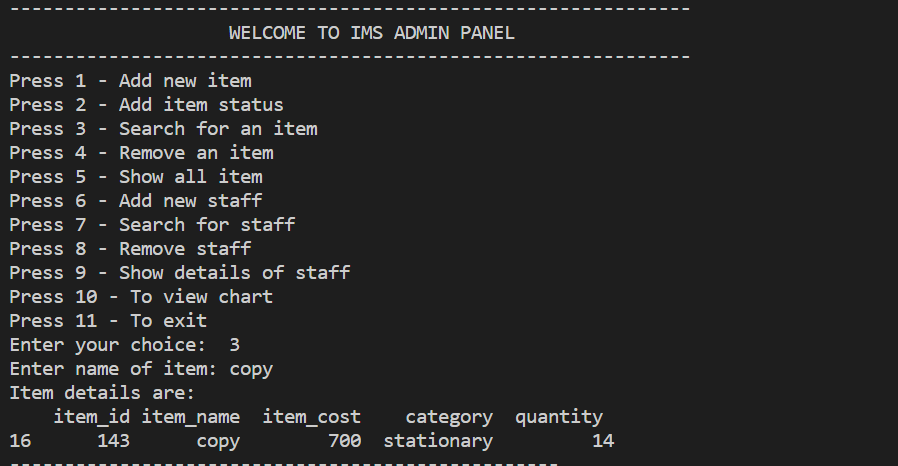 --------------------------------------------------------------
WELCOME TO IMS ADMIN PANEL
--------------------------------------------------------------
Press 1 - Add new item
Press 2 - Add item status
Press 3 - Search for an item
Press 4 - Remove an item
Press 5 - Show all item
Press 6 - Add new staff
Press 7 - Search for staff
Press 8 - Remove staff
Press 9 - Show details of staff
Press 10 - To view chart
Press 11 - To exit
Enter your choice:  3
Enter name of item: copy
Item details are:
    item_id item_name  item_cost    category  quantity
16      143      copy        700  stationary        14
--------------------------------------------------